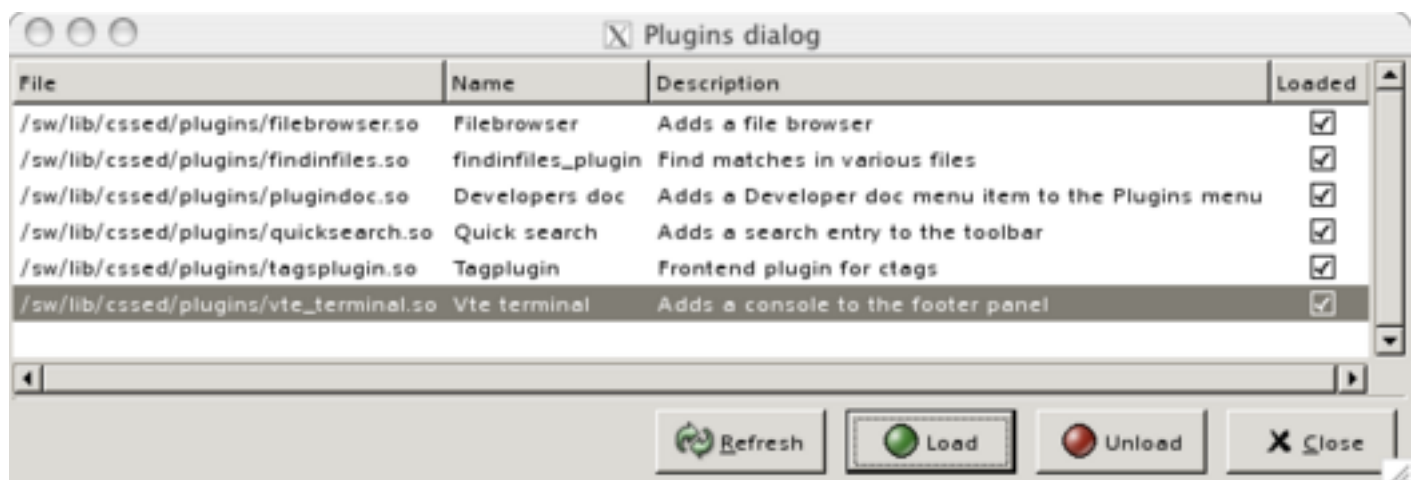 Plugins dialog
File Name Description Loaded
/sw/lib/cssed/plugins/filebrowser.so Filebrowser Adds a file browser
/sw/lib/cssed/plugins/findinfiles.so findinfiles_plugin Find matches in various files
/sw/lib/cssed/plugins/plugindoc.so Developers doc Adds a Developer doc menu item to the Plugins menu
/sw/lib/cssed/plugins/quicksearch.so Quick search Adds a search entry to the toolbar
/sw/lib/cssed/plugins/tagsplugin.so Tagplugin Frontend plugin for ctags
/sw/lib/cssed/plugins/vte_terminal.so Vte terminal Adds a console to the footer panel
Refresh Load Unload Close